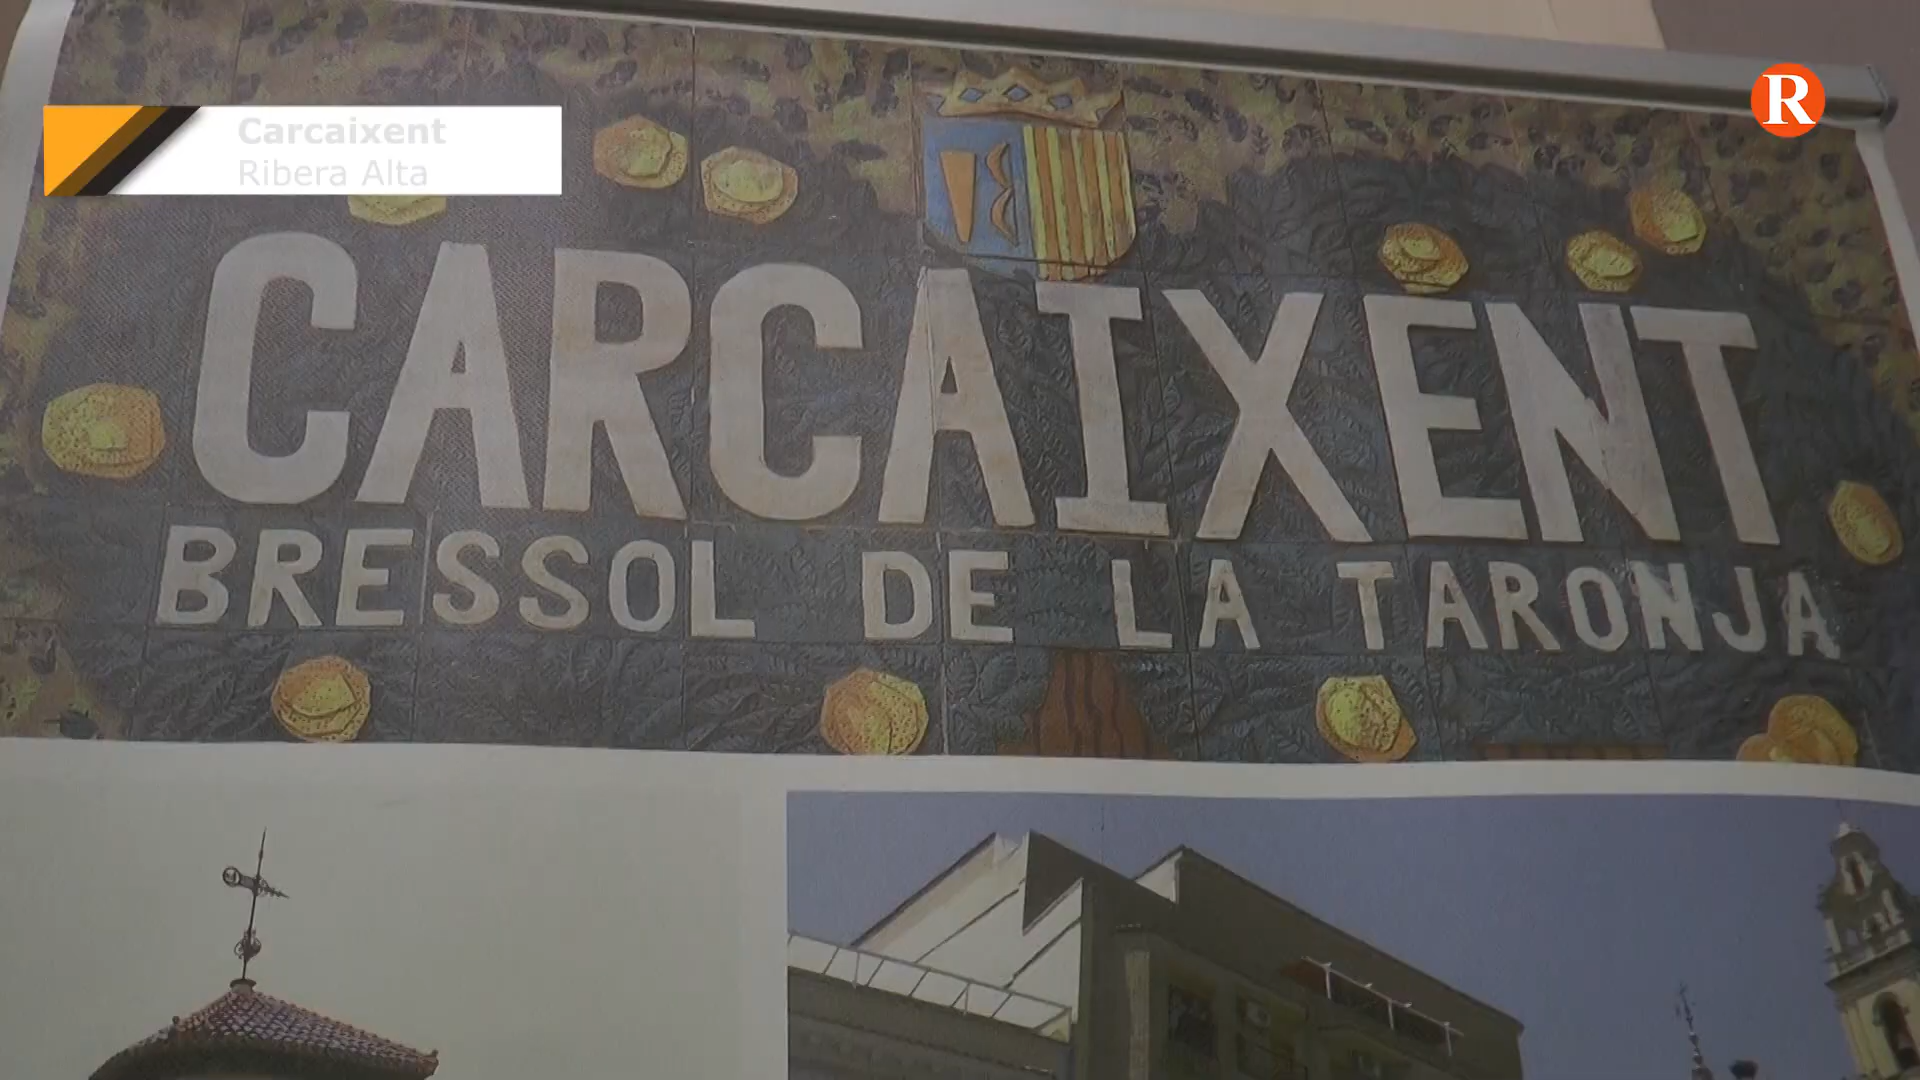 Carcaixent
Ribera Alta
R
CARCAIXENT
BRESSOL DE LA TARONJA